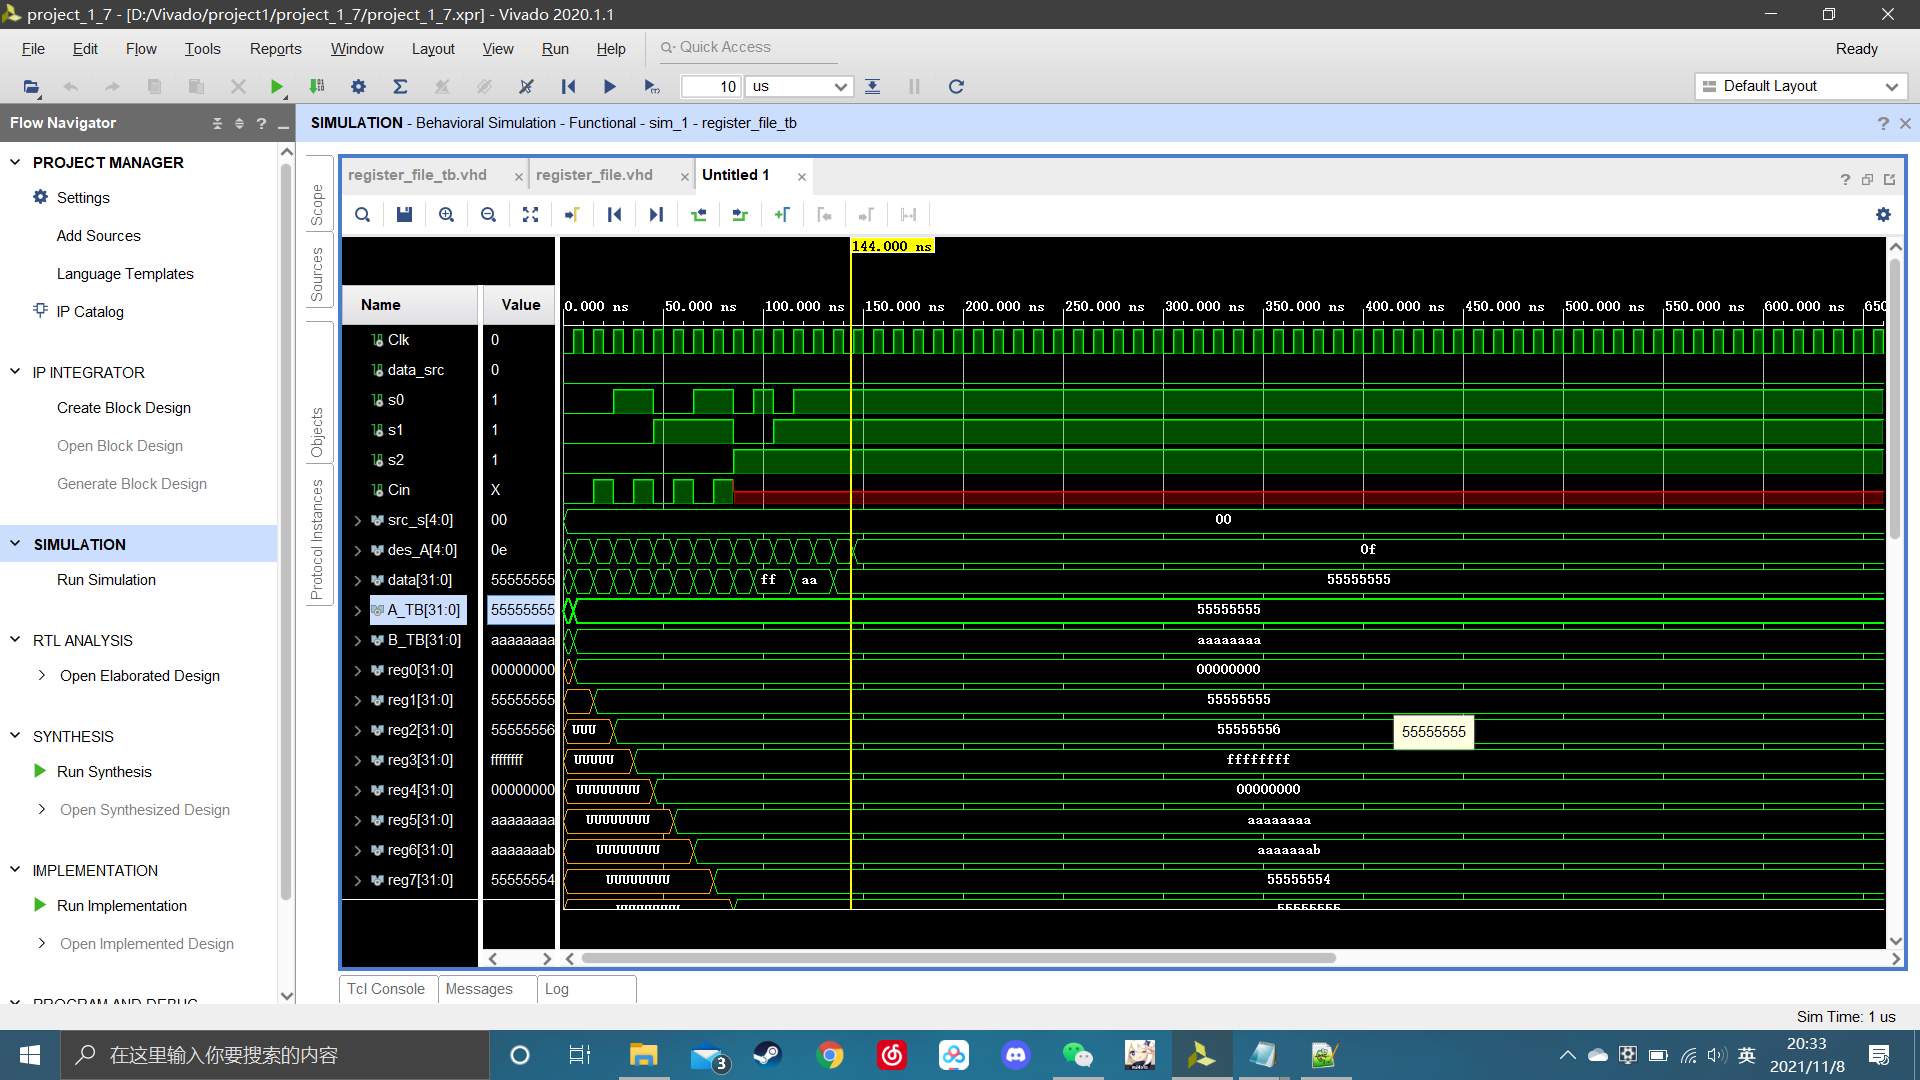 project_1_7 - [D:/Vivado/project1/project_1_7/project_1_7.xpr] - Vivado 2020.1.1
File Edit Flow Tools Reports Window Layout View Run Help Quick Access Ready
10 us Default Layout
Flow Navigator
SIMULATION - Behavioral Simulation - Functional - sim_1 - register_file_tb
PROJECT MANAGER
Settings
Add Sources
Language Templates
IP Catalog
IP INTEGRATOR
Create Block Design
Open Block Design
Generate Block Design
SIMULATION
Run Simulation
RTL ANALYSIS
Open Elaborated Design
SYNTHESIS
Run Synthesis
Open Synthesized Design
IMPLEMENTATION
Run Implementation
Open Implemented Design
PROGRAM AND DEBUG
Scope
Sources
Objects
Protocol Instances
register_file_tb.vhd register_file.vhd Untitled 1
144.000 ns
Name Value
0.000 ns 50.000 ns 100.000 ns 150.000 ns 200.000 ns 250.000 ns 300.000 ns 350.000 ns 400.000 ns 450.000 ns 500.000 ns 550.000 ns 600.000 ns 650
Clk 0
data_src 0
s0 1
s1 1
s2 1
Cin X
src_s[4:0] 00 00
des_A[4:0] 0e 0f
data[31:0] 55555555 ff aa 55555555
A_TB[31:0] 55555555 55555555
B_TB[31:0] aaaaaaaa aaaaaaaa
reg0[31:0] 00000000 00000000
reg1[31:0] 55555555 55555555
reg2[31:0] 55555556 UUU 55555556
55555555
reg3[31:0] ffffffff UUUUU ffffffff
reg4[31:0] 00000000 UUUUUUUU 00000000
reg5[31:0] aaaaaaaa UUUUUUUU aaaaaaaa
reg6[31:0] aaaaaaab UUUUUUUU aaaaaaab
reg7[31:0] 55555554 UUUUUUUU 55555554
UUUUUUUU 55555555
Tcl Console Messages Log
Sim Time: 1 us
在这里输入你要搜索的内容
3
英
20:33
2021/11/8